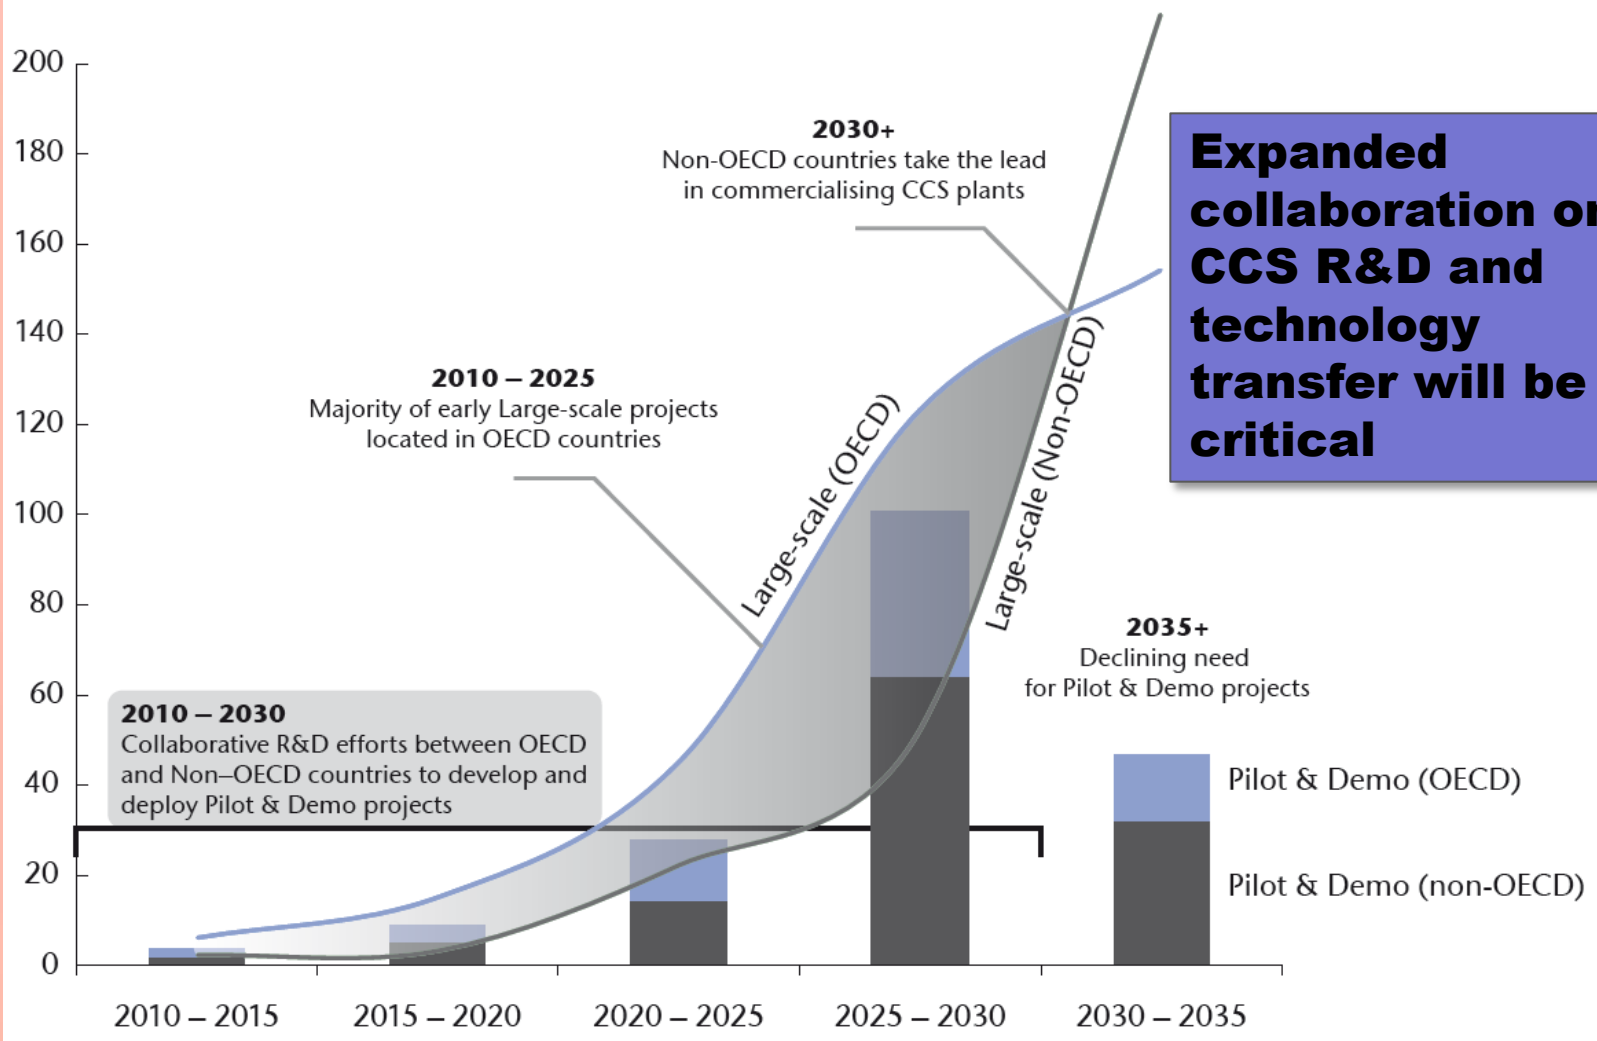 200
180
160
140
120
100
80
60
40
20
0
2030+
Non-OECD countries take the lead
in commercialising CCS plants
Expanded
collaboration
CCS R&D and
technology
transfer will be
critical
2010 – 2025
Majority of early Large-scale projects
located in OECD countries
Large-scale (OECD)
Large-scale (Non-OECD)
2035+
Declining need
for Pilot & Demo projects
2010 – 2030
Collaborative R&D efforts between OECD
and Non–OECD countries to develop and
deploy Pilot & Demo projects
Pilot & Demo (OECD)
Pilot & Demo (non-OECD)
2010 – 2015
2015 – 2020
2020 – 2025
2025 – 2030
2030 – 2035